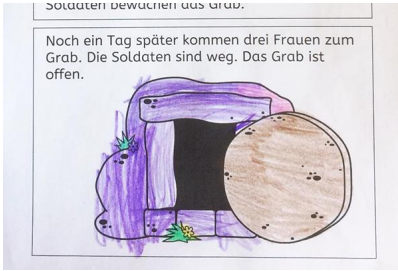 Soldaten bewachen das Grab.
Noch ein Tag später kommen drei Frauen zum
Grab. Die Soldaten sind weg. Das Grab ist
offen.